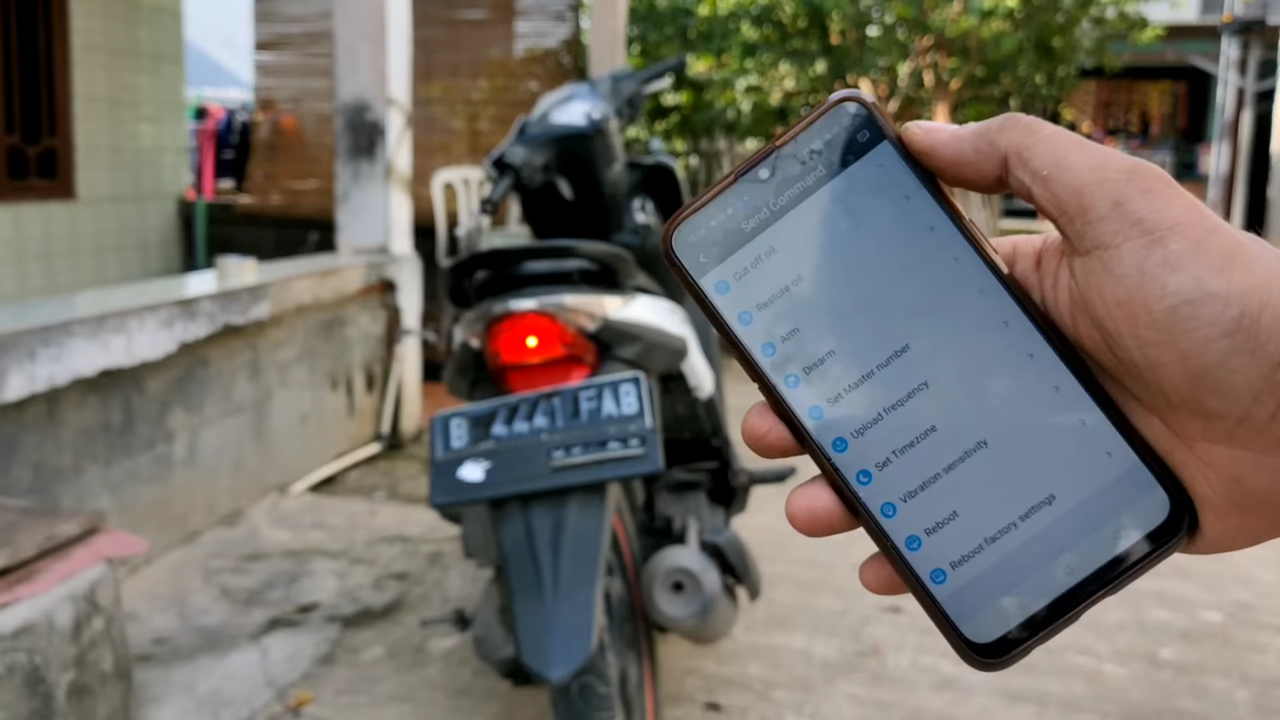 B 4441 FAB
Send Command
Cut off oil
Restore oil
Arm
Disarm
Set Master number
Upload frequency
Set Timezone
Vibration sensitivity
Reboot
Reboot factory settings